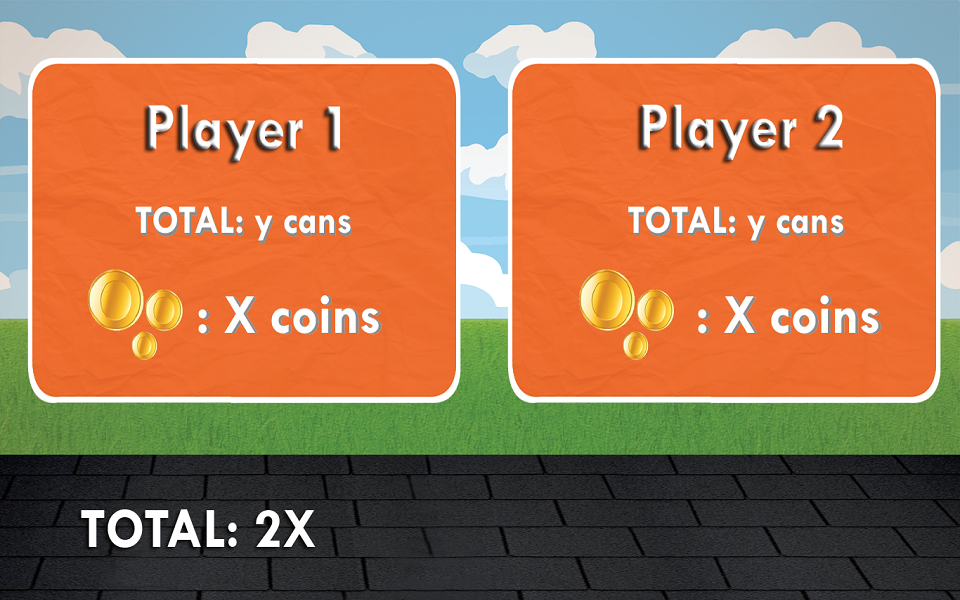 Player 1
TOTAL: y cans
: X coins
Player 2
TOTAL: y cans
: X coins
TOTAL: 2X